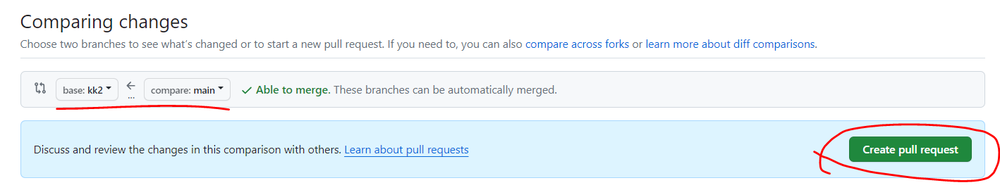 Comparing changes
Choose two branches to see what's changed or to start a new pull request. If you need to, you can also compare across forks or learn more about diff comparisons.
base: kk2 ... compare: main Able to merge. These branches can be automatically merged.
Discuss and review the changes in this comparison with others. Learn about pull requests Create pull request